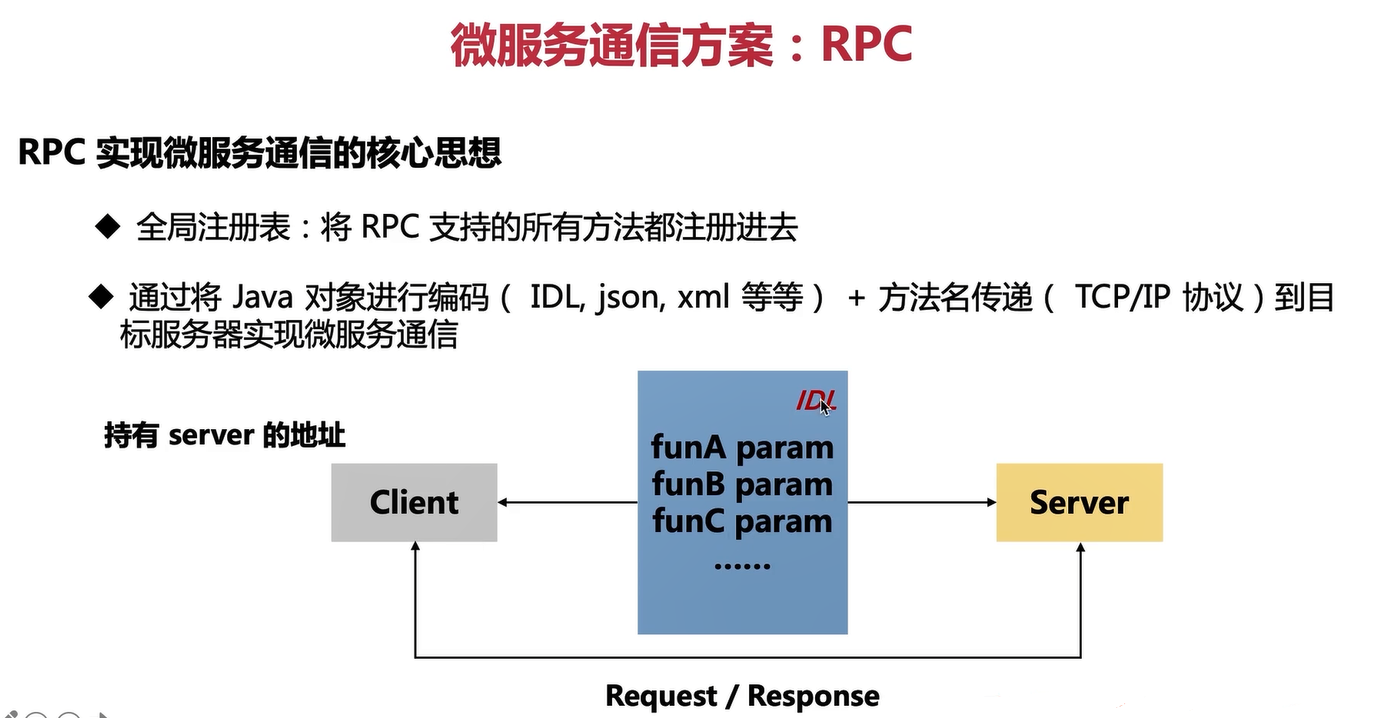 微服务通信方案：RPC
RPC 实现微服务通信的核心思想
◆ 全局注册表：将 RPC 支持的所有方法都注册进去
◆ 通过将 Java 对象进行编码（ IDL, json, xml 等等） + 方法名传递（ TCP/IP 协议）到目
标服务器实现微服务通信
IDL
持有 server 的地址
funA param
funB param
funC param
......
Client
Server
Request / Response